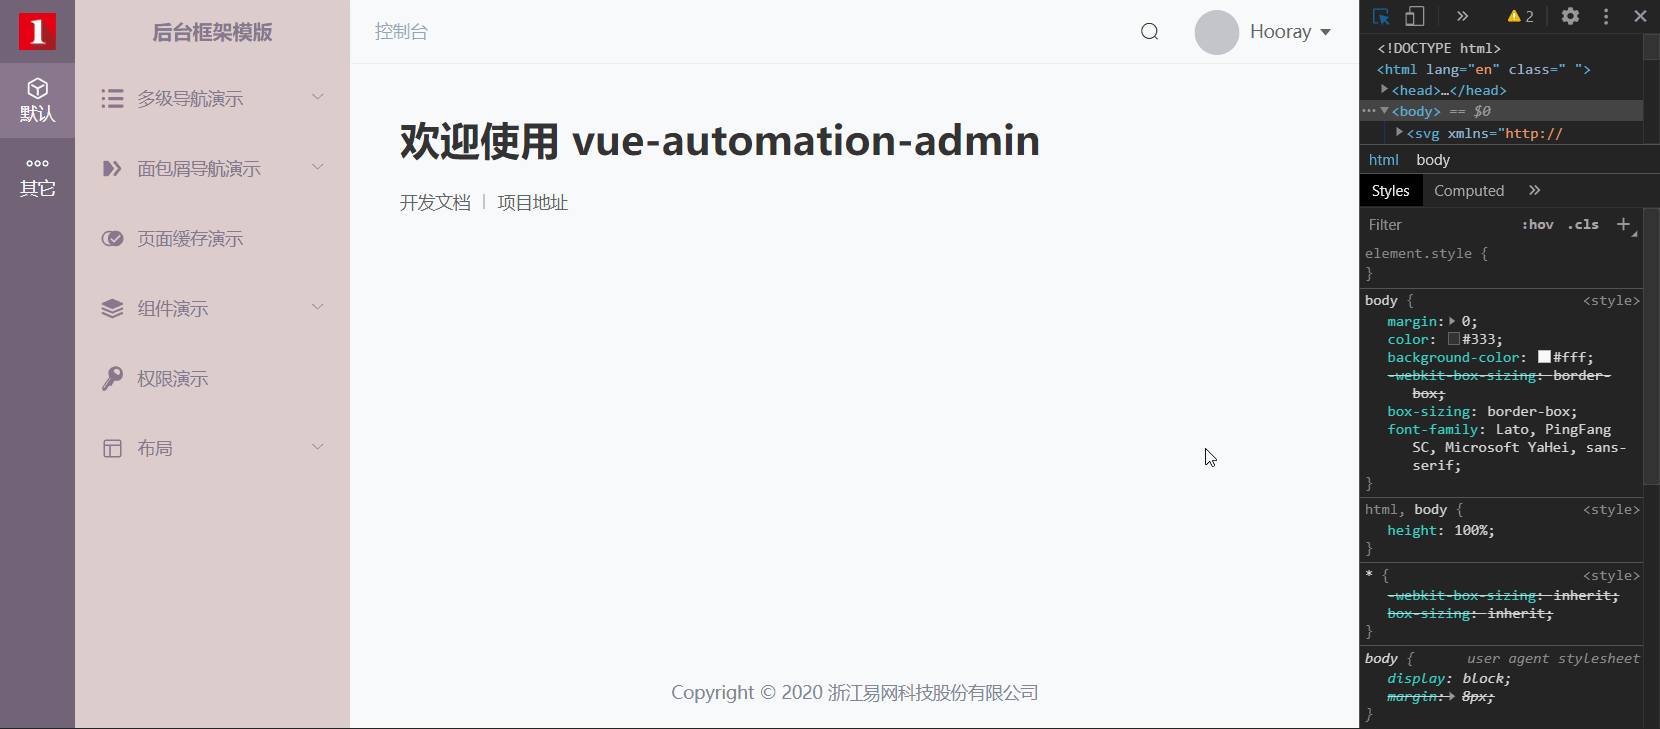 1
默认
其它
后台框架模版
多级导航演示
面包屑导航演示
页面缓存演示
组件演示
权限演示
布局
控制台
Hooray
欢迎使用 vue-automation-admin
开发文档 | 项目地址
Copyright © 2020 浙江易网科技股份有限公司
2
<!DOCTYPE html>
<html lang="en" class=" ">
<head>…</head>
<body> == $0
<svg xmlns="http://
html body
Styles Computed
Filter :hov .cls
element.style {
}
body { <style>
margin: 0;
color: #333;
background-color: #fff;
-webkit-box-sizing: border-
box;
box-sizing: border-box;
font-family: Lato, PingFang
SC, Microsoft YaHei, sans-
serif;
}
html, body { <style>
height: 100%;
}
* { <style>
-webkit-box-sizing: inherit;
box-sizing: inherit;
}
body { user agent stylesheet
display: block;
margin: 8px;
}